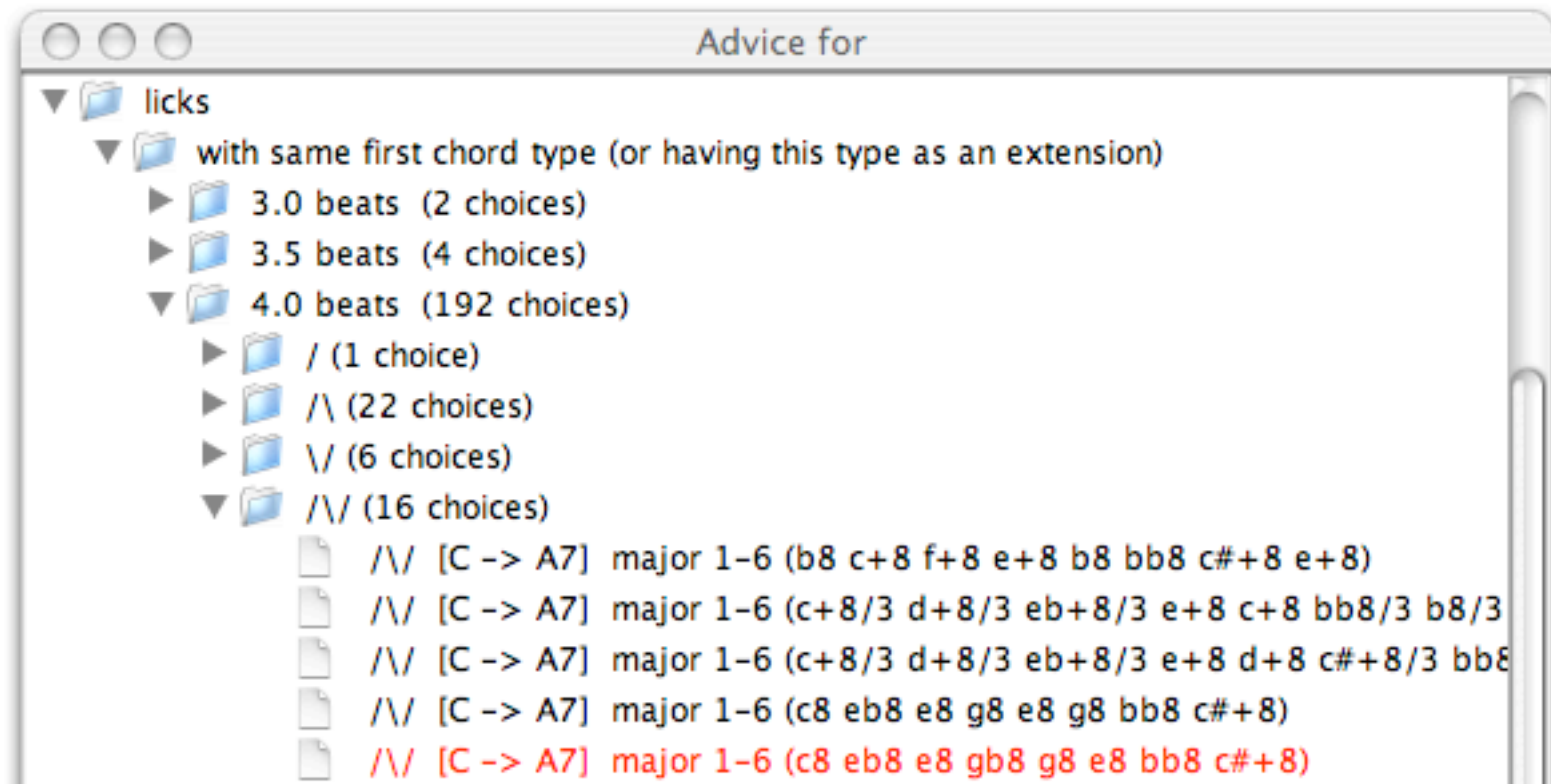 Advice for
licks
with same first chord type (or having this type as an extension)
3.0 beats (2 choices)
3.5 beats (4 choices)
4.0 beats (192 choices)
/ (1 choice)
/\ (22 choices)
\/ (6 choices)
/\/ (16 choices)
/\/ [C -> A7] major 1-6 (b8 c+8 f+8 e+8 b8 bb8 c#+8 e+8)
/\/ [C -> A7] major 1-6 (c+8/3 d+8/3 eb+8/3 e+8 c+8 bb8/3 b8/3
/\/ [C -> A7] major 1-6 (c+8/3 d+8/3 eb+8/3 e+8 d+8 c#+8/3 bb8
/\/ [C -> A7] major 1-6 (c8 eb8 e8 g8 e8 g8 bb8 c#+8)
/\/ [C -> A7] major 1-6 (c8 eb8 e8 gb8 g8 e8 bb8 c#+8)